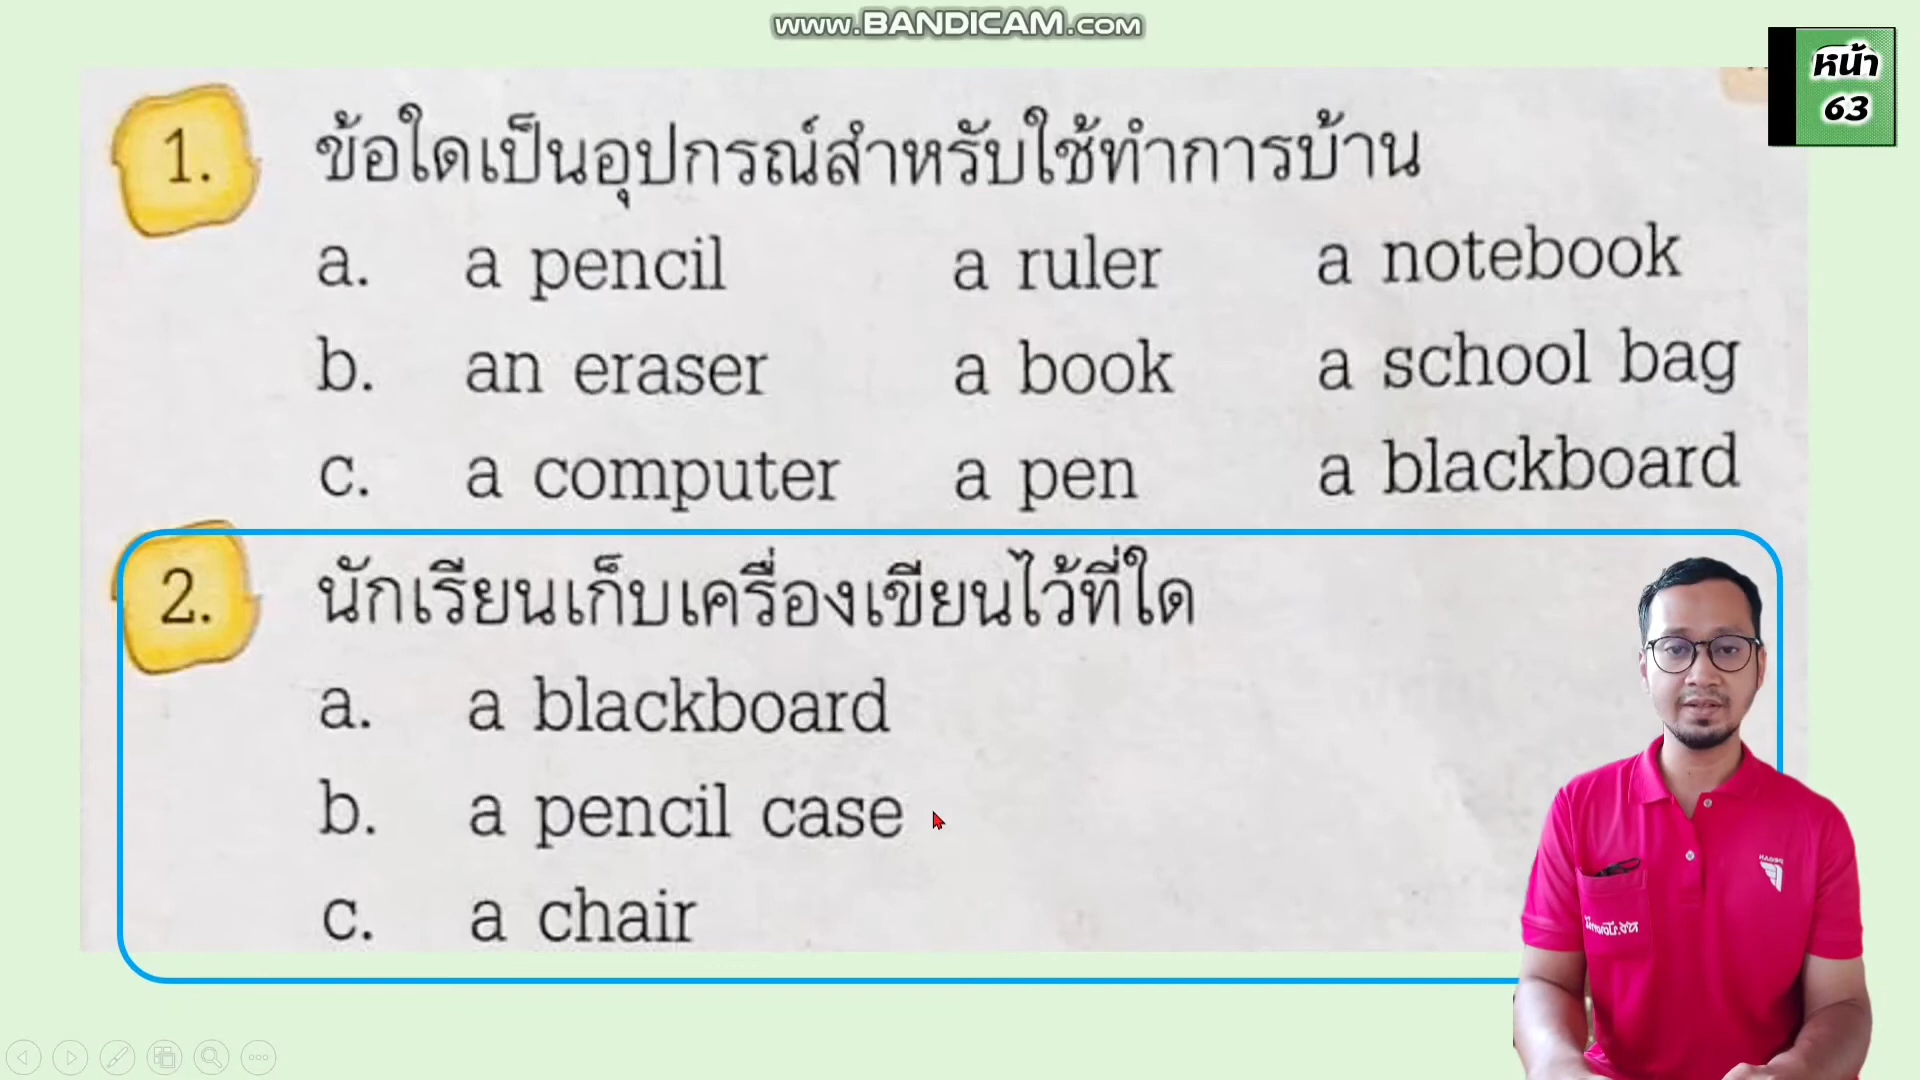 www.BANDICAM.com
หน้า
63
1. ข้อใดเป็นอุปกรณ์สำหรับใช้ทำการบ้าน
a. a pencil a ruler a notebook
b. an eraser a book a school bag
c. a computer a pen a blackboard
2. นักเรียนเก็บเครื่องเขียนไว้ที่ใด
a. a blackboard
b. a pencil case
c. a chair